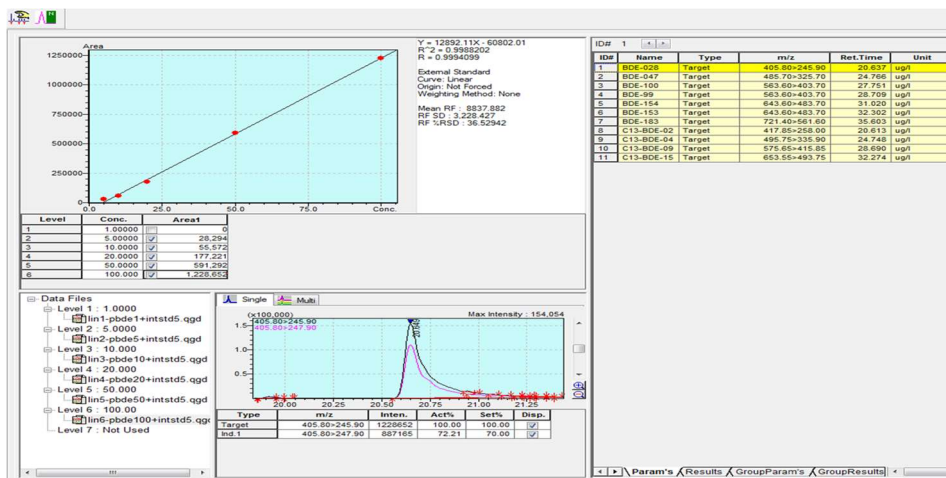 Area
1250000
1000000
750000
500000
250000
0
0.0 25.0 50.0 75.0 Conc.
Y = 12892.11X - 60802.01
R^2 = 0.9988202
R = 0.9994099
External Standard
Curve: Linear
Origin: Not Forced
Weighting Method: None
Mean RF : 8837.882
RF SD : 3,228.427
RF %RSD : 36.52942
Level Conc. Area1
1 1.00000 0
2 5.00000 28,294
3 10.0000 55,572
4 20.0000 177,221
5 50.0000 591,292
6 100.000 1,228,652
Data Files
Level 1 : 1.0000
lin1-pbde1+intstd5.qgd
Level 2 : 5.0000
lin2-pbde5+intstd5.qgd
Level 3 : 10.000
lin3-pbde10+intstd5.qgd
Level 4 : 20.000
lin4-pbde20+intstd5.qgd
Level 5 : 50.000
lin5-pbde50+intstd5.qgd
Level 6 : 100.00
lin6-pbde100+intstd5.qgd
Level 7 : Not Used
Single Multi
(x100,000) Max Intensity : 154,054
405.80>245.90
405.80>247.90
1.5
1.0
0.5
20.00 20.25 20.50 20.75 21.00 21.25
Type m/z Inten. Act% Set% Disp.
Target 405.80>245.90 1228652 100.00 100.00
Ind.1 405.80>247.90 887165 72.21 70.00
ID# 1
ID# Name Type m/z Ret.Time Unit
1 BDE-028 Target 405.80>245.90 20.637 ug/l
2 BDE-047 Target 485.70>325.70 24.766 ug/l
3 BDE-100 Target 563.60>403.70 27.751 ug/l
4 BDE-99 Target 563.60>403.70 28.709 ug/l
5 BDE-154 Target 643.60>483.70 31.020 ug/l
6 BDE-153 Target 643.60>483.70 32.302 ug/l
7 BDE-183 Target 721.40>561.60 35.603 ug/l
8 C13-BDE-02 Target 417.85>258.00 20.613 ug/l
9 C13-BDE-04 Target 495.75>335.90 24.748 ug/l
10 C13-BDE-09 Target 575.65>415.85 28.690 ug/l
11 C13-BDE-15 Target 653.55>493.75 32.274 ug/l
Param's Results GroupParam's GroupResults